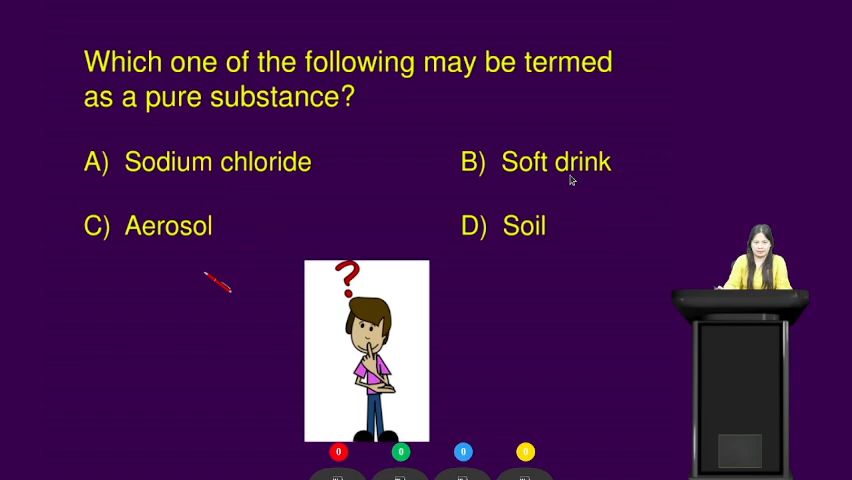 Which one of the following may be termed
as a pure substance?
A) Sodium chloride
B) Soft drink
C) Aerosol
D) Soil
?
0
0
0
0